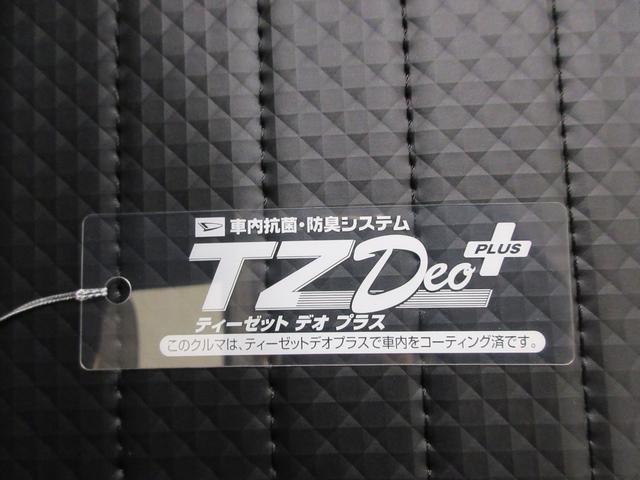 車内抗菌・防臭システム
TZ Deo PLUS
ティーゼット デオ プラス
このクルマは、ティーゼットデオプラスで車内をコーティング済です。